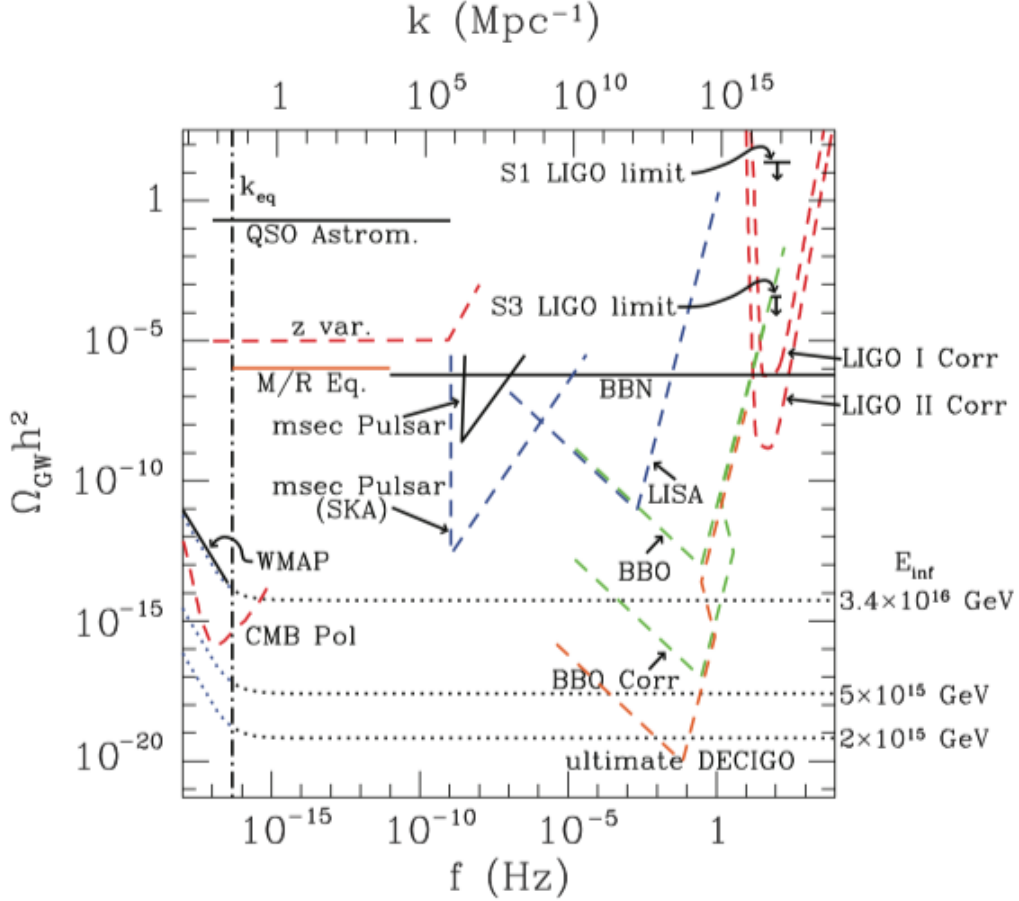 k (Mpc⁻¹)
1 10⁵ 10¹⁰ 10¹⁵
S1 LIGO limit
k_eq
1
QSO Astrom.
S3 LIGO limit
z var.
10⁻⁵
LIGO I Corr
M/R Eq.
BBN
LIGO II Corr
msec Pulsar
Ω_GW h²
10⁻¹⁰
msec Pulsar
(SKA)
LISA
WMAP
BBO
E_inf
3.4×10¹⁶ GeV
10⁻¹⁵
CMB Pol
BBO Corr
5×10¹⁵ GeV
2×10¹⁵ GeV
10⁻²⁰
ultimate DECIGO
10⁻¹⁵ 10⁻¹⁰ 10⁻⁵ 1
f (Hz)